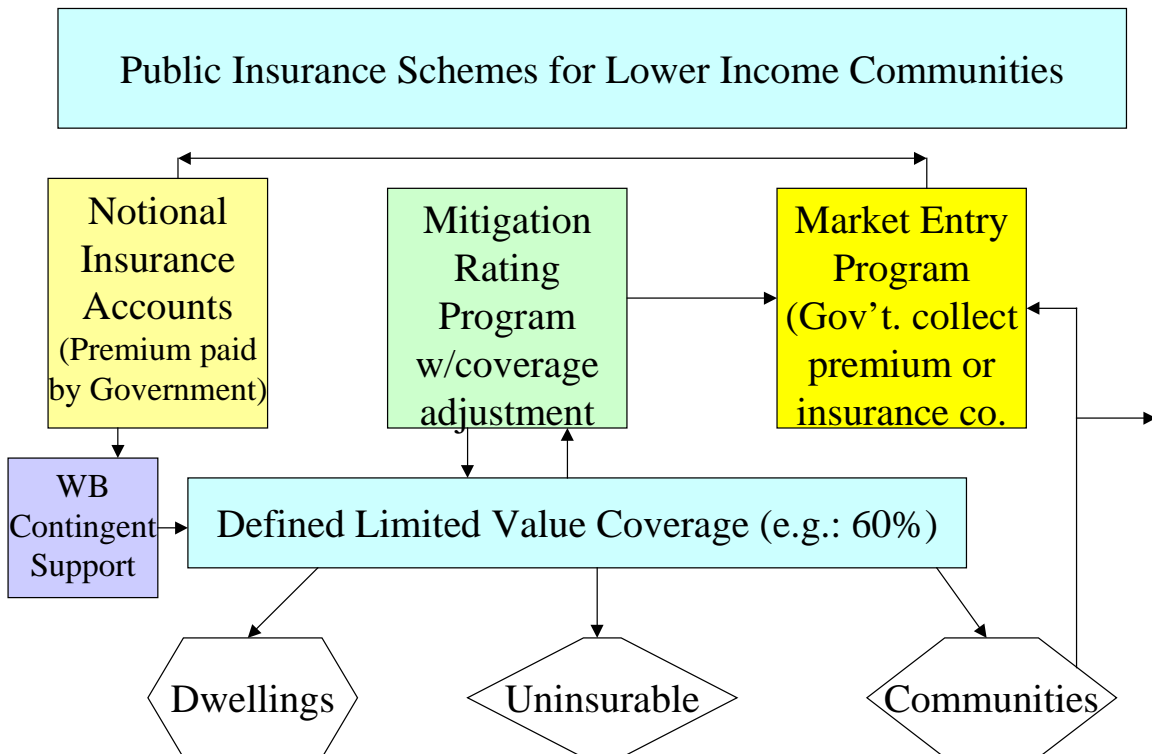 Public Insurance Schemes for Lower Income Communities
Notional
Insurance
Accounts
(Premium paid
by Government)
Mitigation
Rating
Program
w/coverage
adjustment
Market Entry
Program
(Gov't. collect
premium or
insurance co.
WB
Contingent
Support
Defined Limited Value Coverage (e.g.: 60%)
Dwellings
Uninsurable
Communities